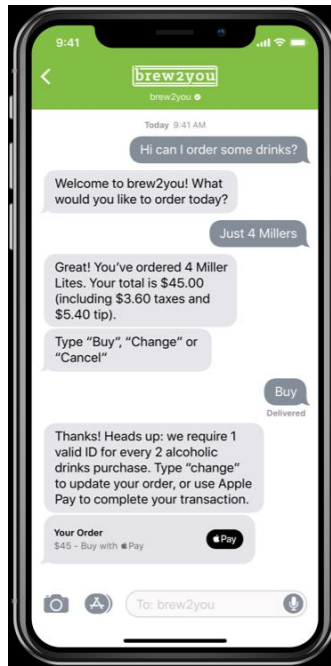 9:41
brew2you
brew2you
Today 9:41 AM
Hi can I order some drinks?
Welcome to brew2you! What
would you like to order today?
Just 4 Millers
Great! You’ve ordered 4 Miller
Lites. Your total is $45.00
(including $3.60 taxes and
$5.40 tip).
Type “Buy”, “Change” or
“Cancel“
Buy
Delivered
Thanks! Heads up: we require 1
valid ID for every 2 alcoholic
drinks purchase. Type “change”
to update your order, or use Apple
Pay to complete your transaction.
Your Order
$45 - Buy with Pay
Pay
To: brew2you